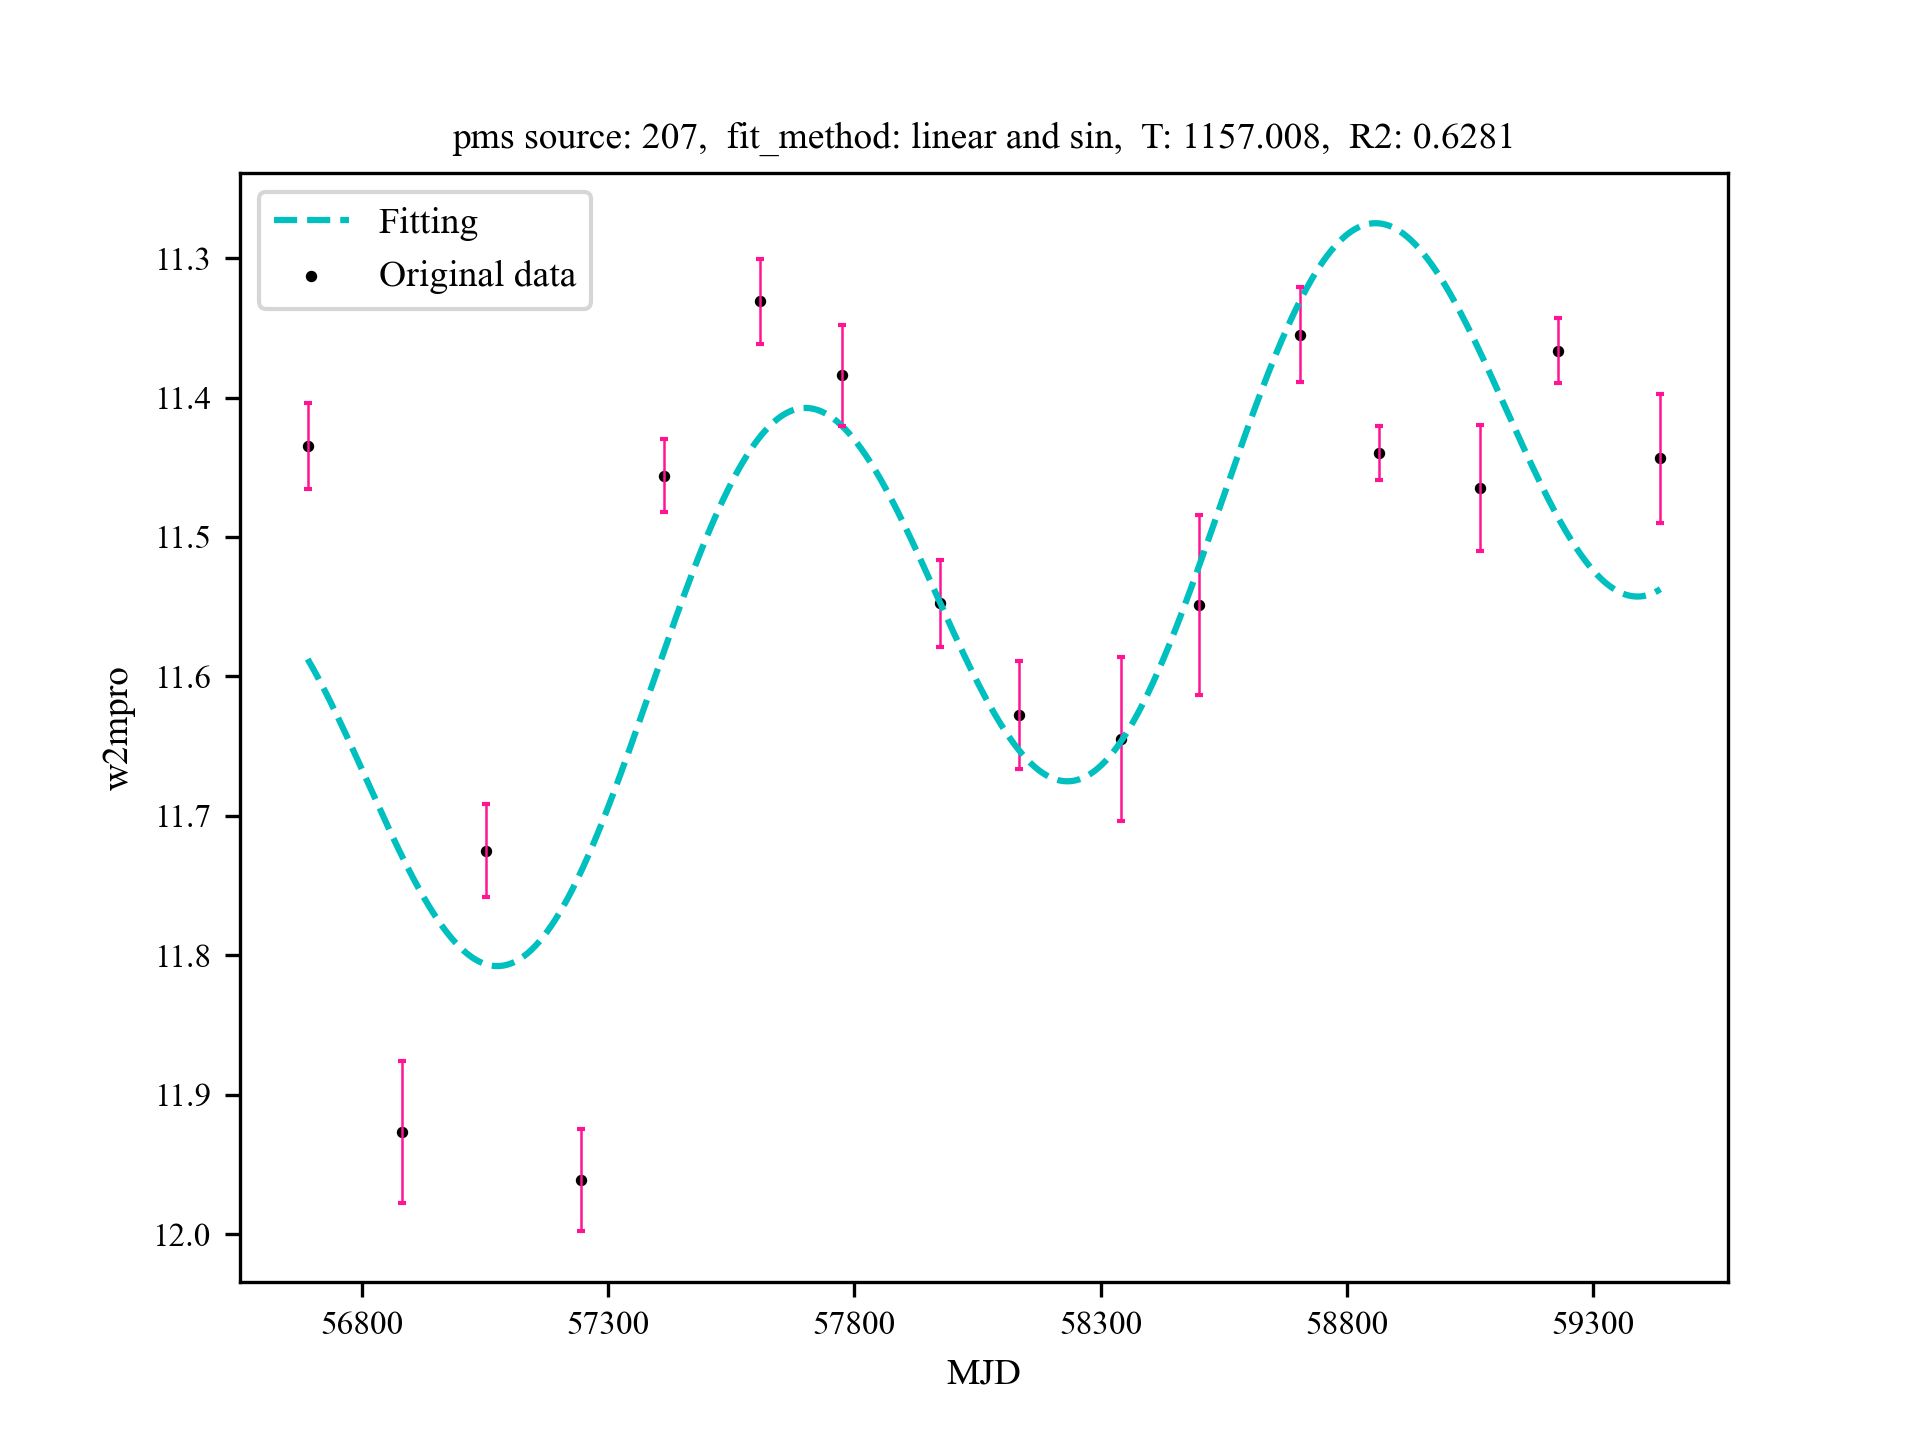 pms source: 207, fit_method: linear and sin, T: 1157.008, R2: 0.6281
Fitting
Original data
11.3
11.4
11.5
11.6
11.7
11.8
11.9
12.0
w2mpro
56800 57300 57800 58300 58800 59300
MJD